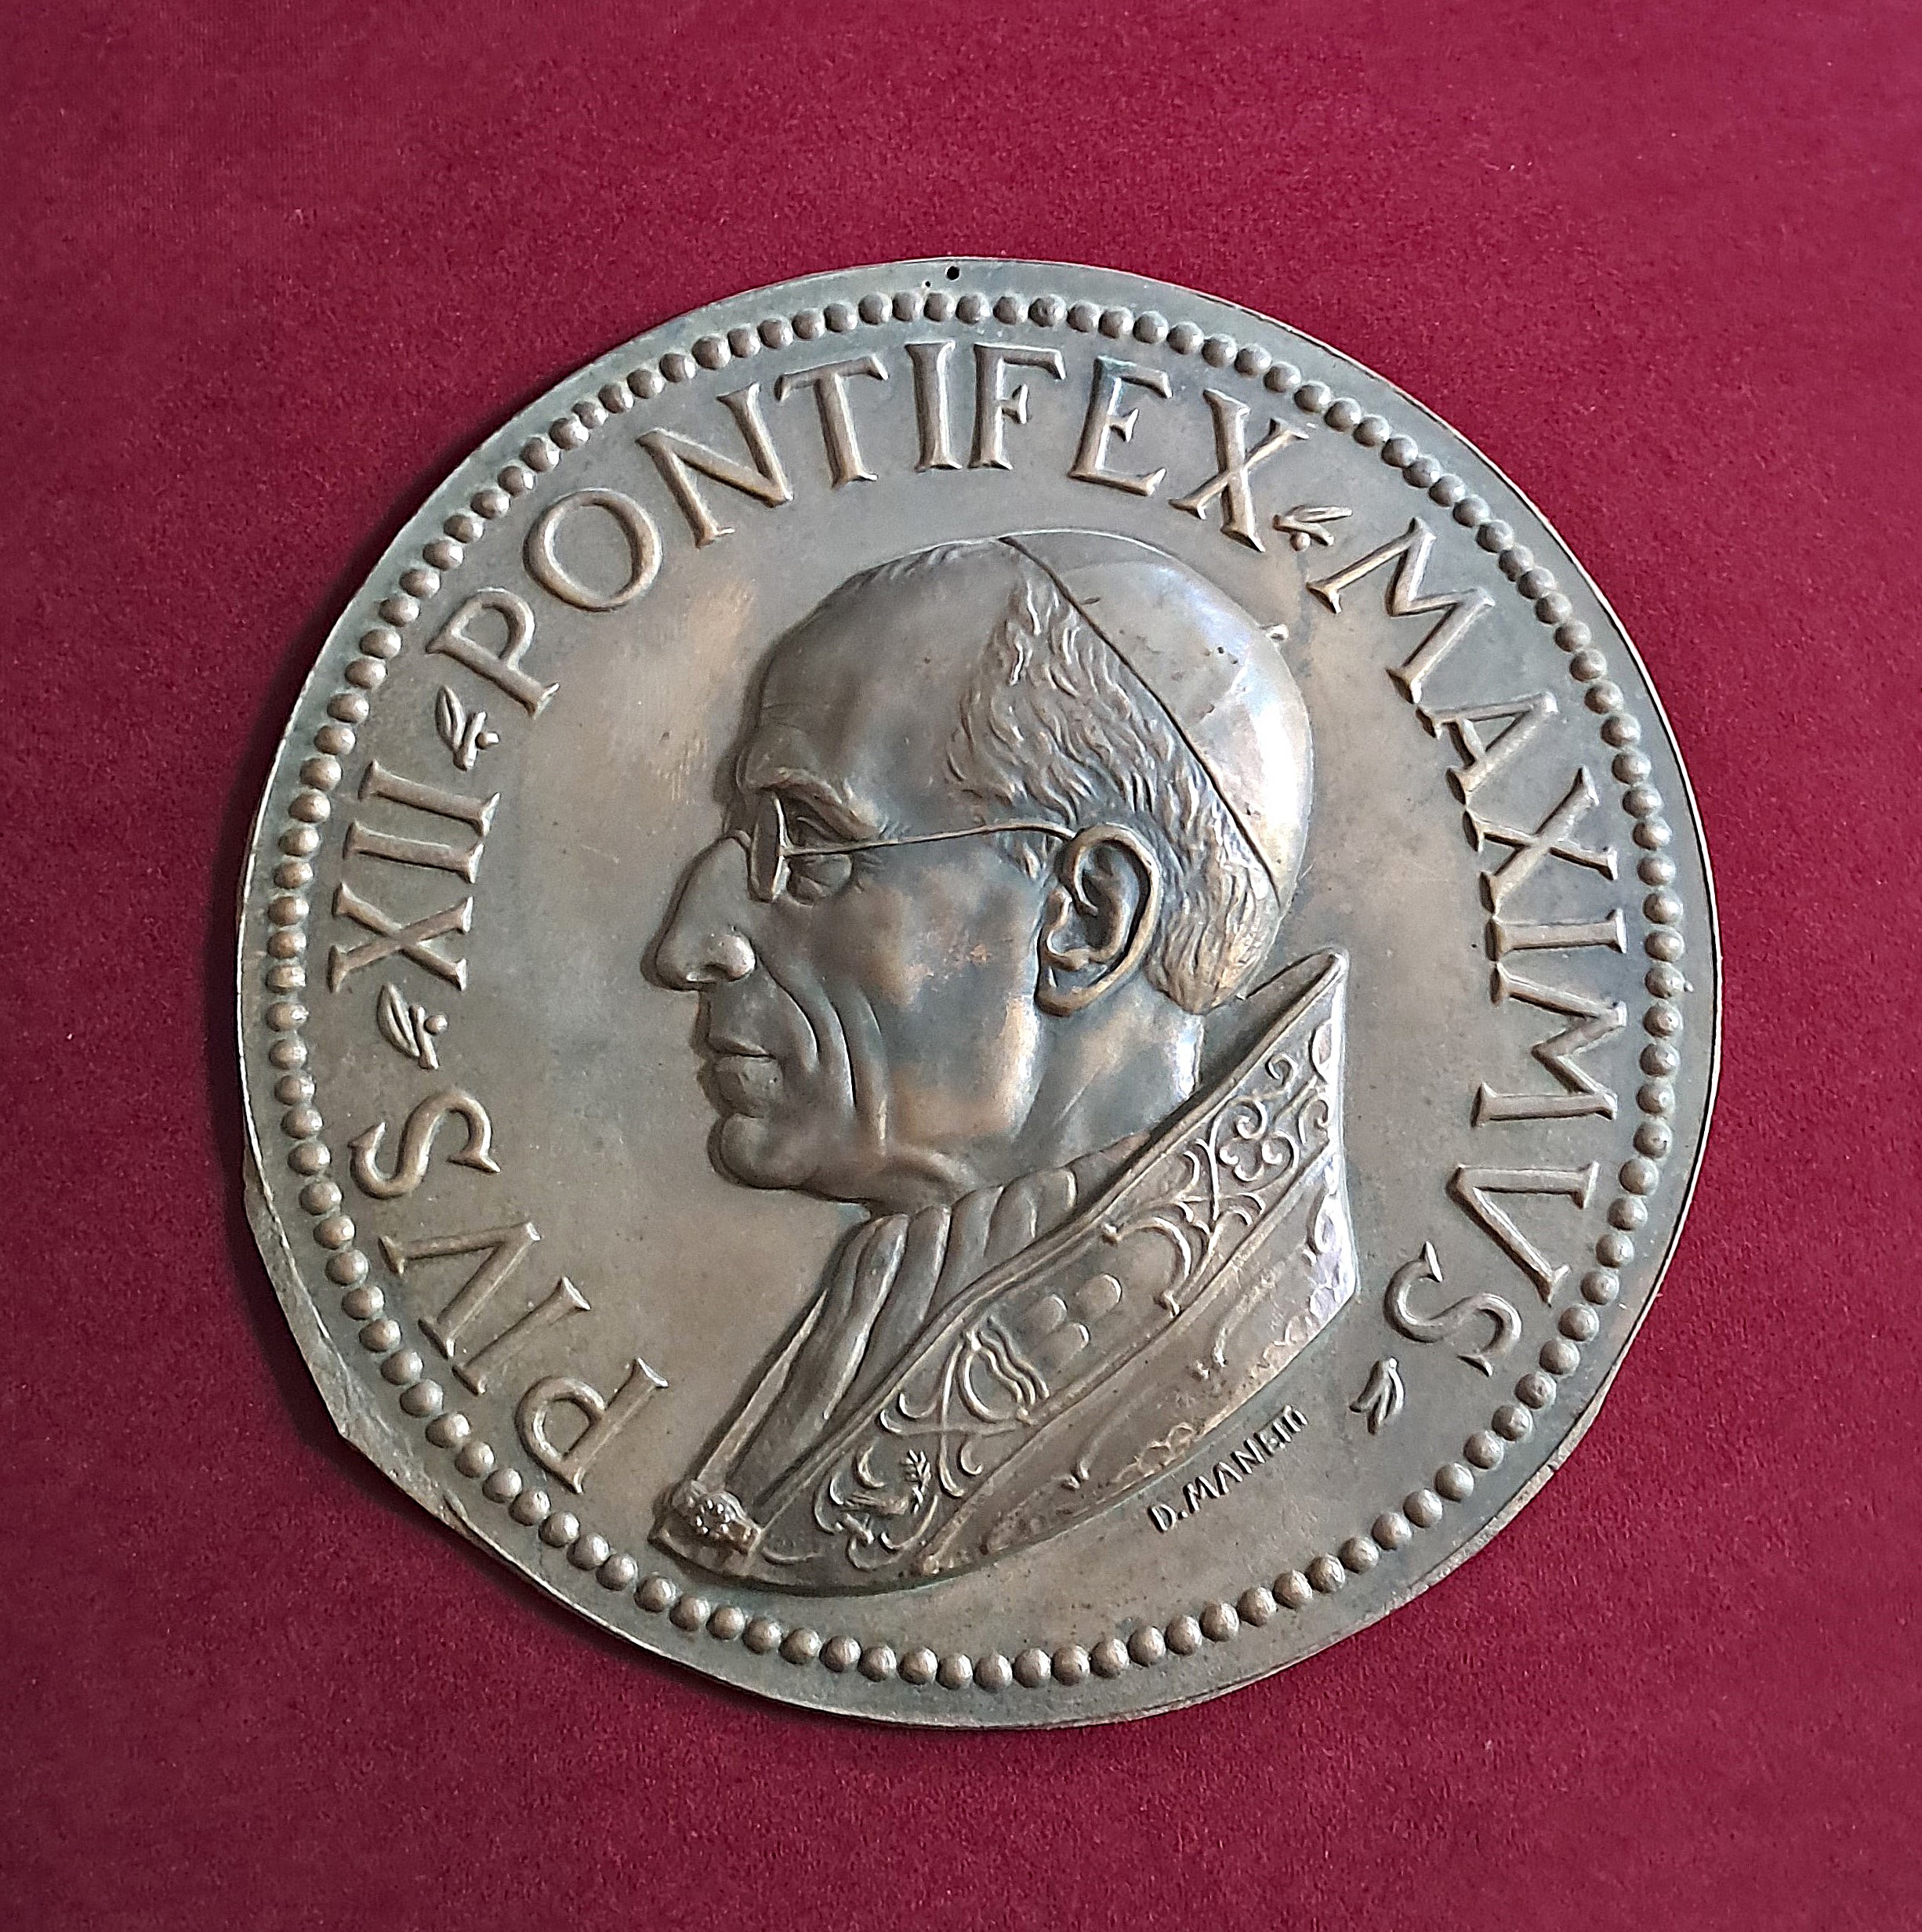 PIVS XII PONTIFEX MAXIMVS
D. MANETTI